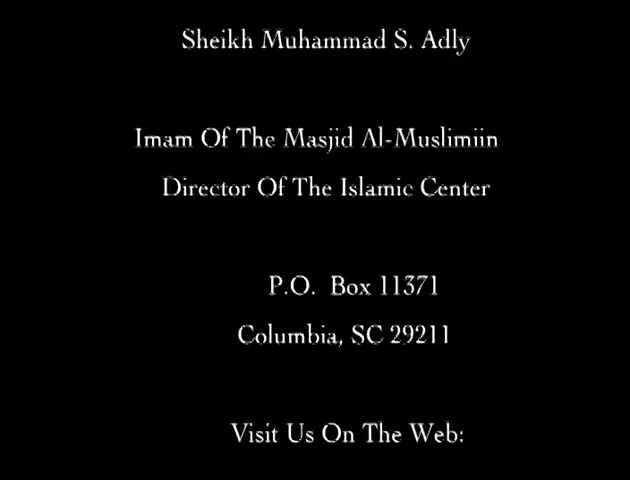 Sheikh Muhammad S. Adly
Imam Of The Masjid Al-Muslimiin
Director Of The Islamic Center
P.O. Box 11371
Columbia, SC 29211
Visit Us On The Web: